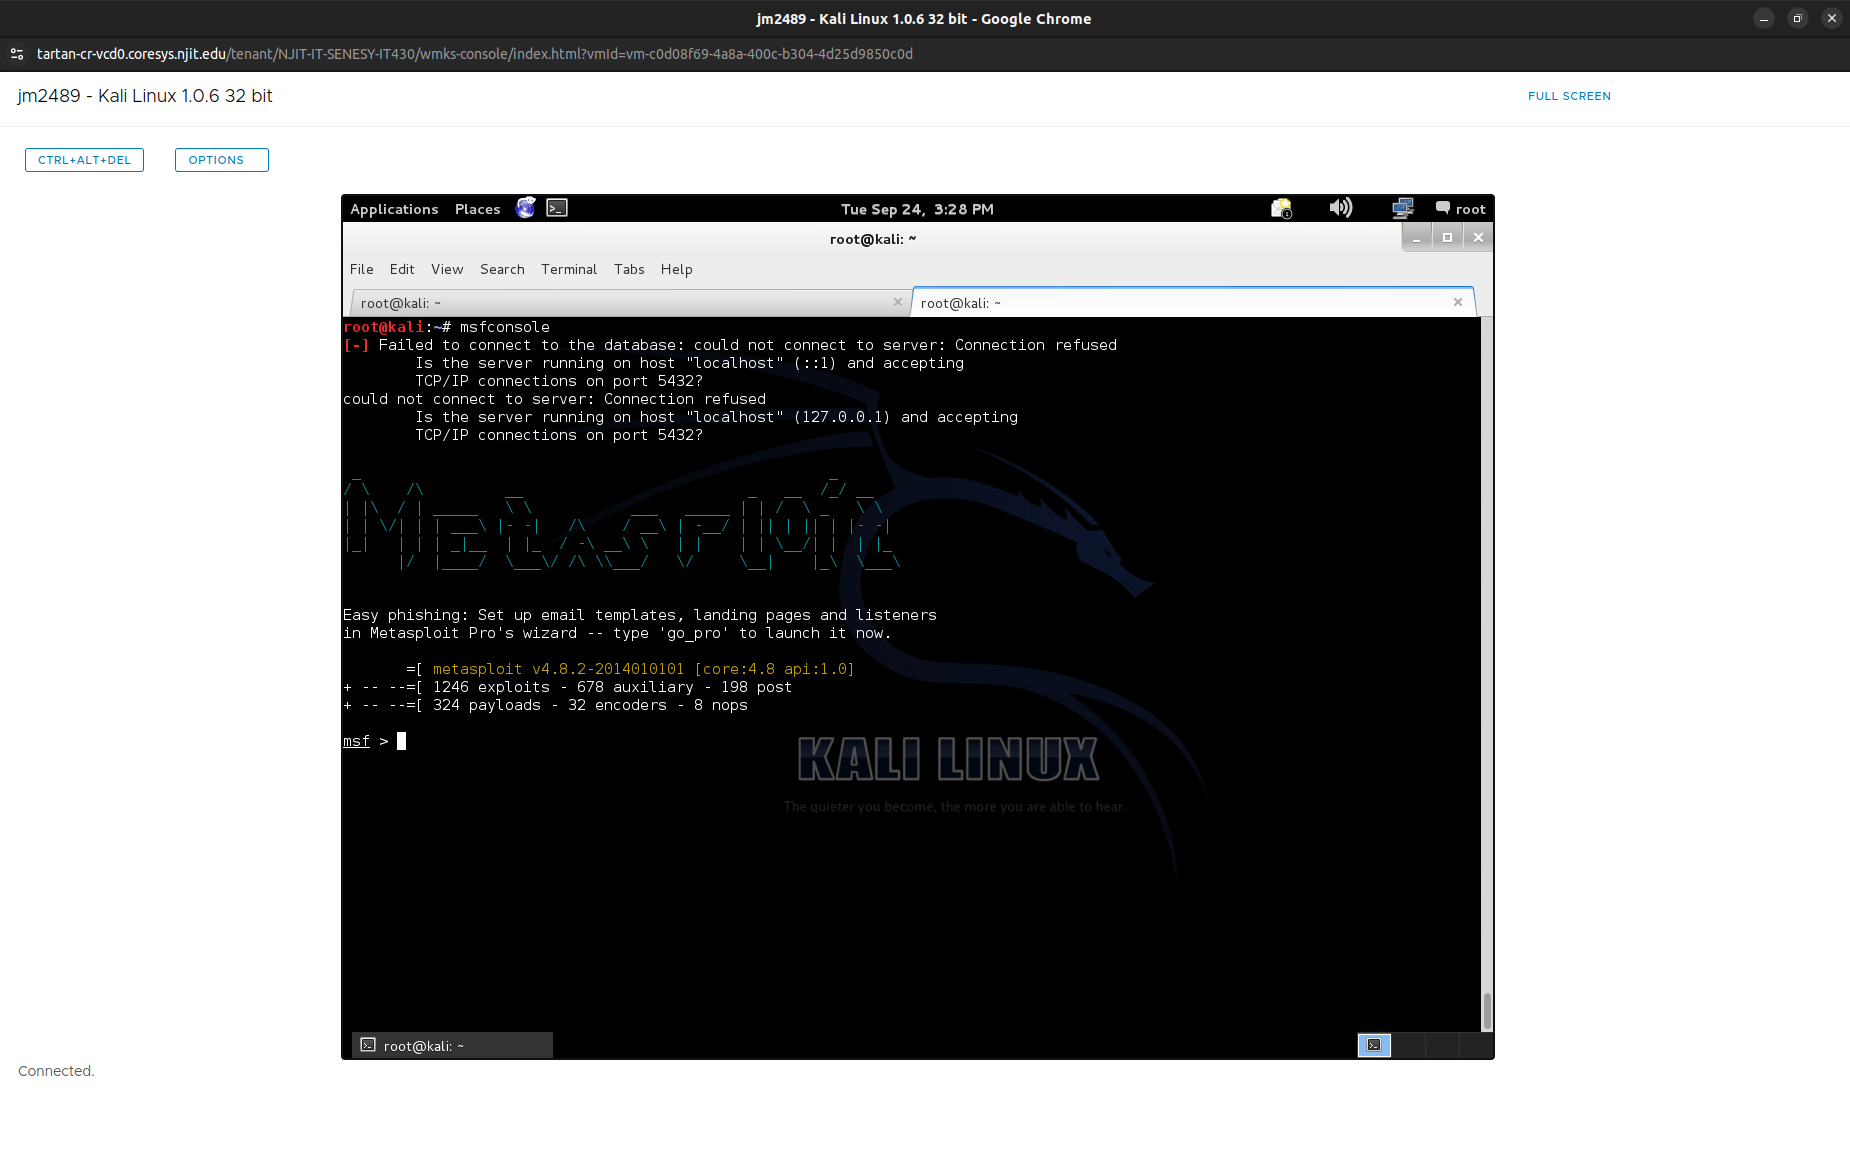 jm2489 - Kali Linux 1.0.6 32 bit - Google Chrome
tartan-cr-vcd0.coresys.njit.edu/tenant/NJIT-IT-SENESY-IT430/wmks-console/index.html?vmId=vm-c0d08f69-4a8a-400c-b304-4d25d9850c0d
jm2489 - Kali Linux 1.0.6 32 bit
FULL SCREEN
CTRL+ALT+DEL
OPTIONS
Applications Places Tue Sep 24, 3:28 PM root
root@kali: ~
File Edit View Search Terminal Tabs Help
root@kali: ~
root@kali: ~
root@kali:~# msfconsole
[-] Failed to connect to the database: could not connect to server: Connection refused
Is the server running on host "localhost" (::1) and accepting
TCP/IP connections on port 5432?
could not connect to server: Connection refused
Is the server running on host "localhost" (127.0.0.1) and accepting
TCP/IP connections on port 5432?
METASPLOIT
Easy phishing: Set up email templates, landing pages and listeners
in Metasploit Pro's wizard -- type 'go_pro' to launch it now.
=[ metasploit v4.8.2-2014010101 [core:4.8 api:1.0]
+ -- --=[ 1246 exploits - 678 auxiliary - 198 post
+ -- --=[ 324 payloads - 32 encoders - 8 nops
msf >
KALI LINUX
The quieter you become, the more you are able to hear.
root@kali: ~
Connected.